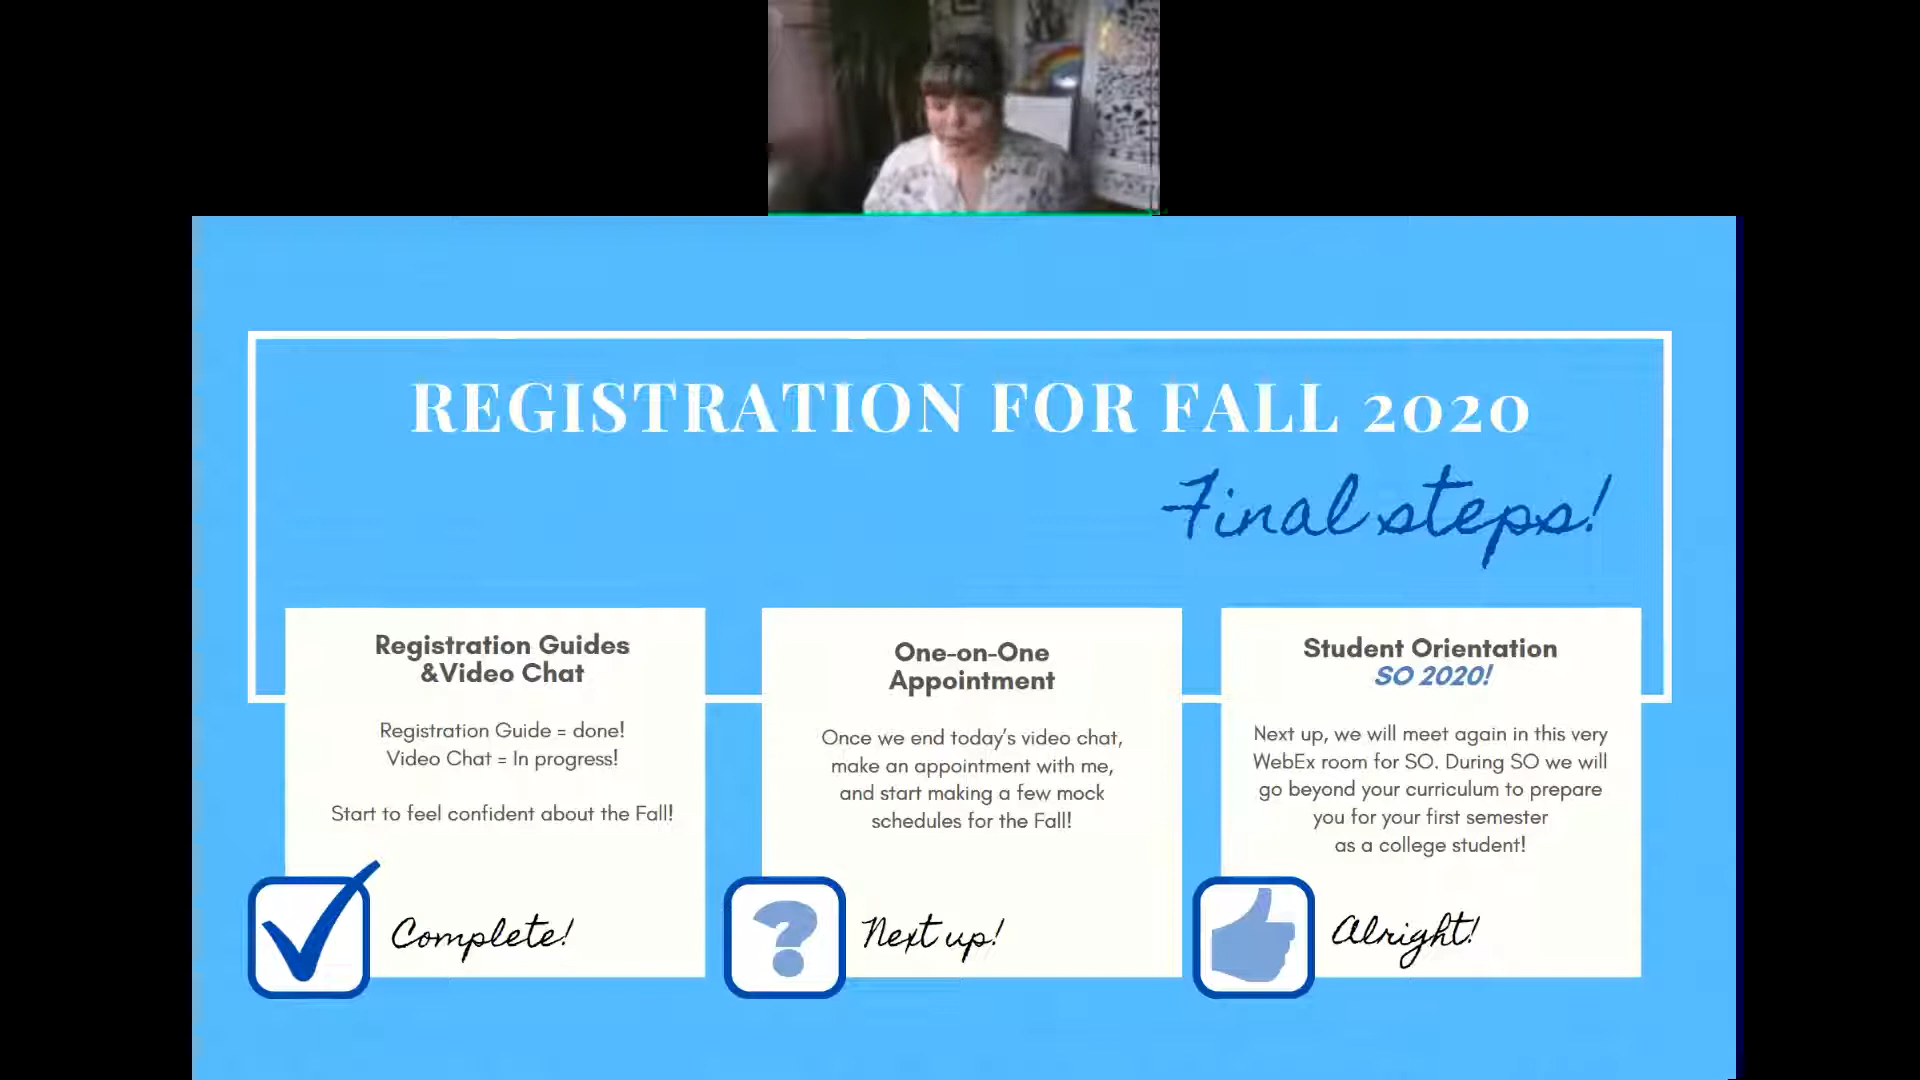 REGISTRATION FOR FALL 2020
Final steps!
Registration Guides
&Video Chat
Registration Guide = done!
Video Chat = In progress!
Start to feel confident about the Fall!
Complete!
One-on-One
Appointment
Once we end today's video chat,
make an appointment with me,
and start making a few mock
schedules for the Fall!
Next up!
Student Orientation
SO 2020!
Next up, we will meet again in this very
WebEx room for SO. During SO we will
go beyond your curriculum to prepare
you for your first semester
as a college student!
Alright!